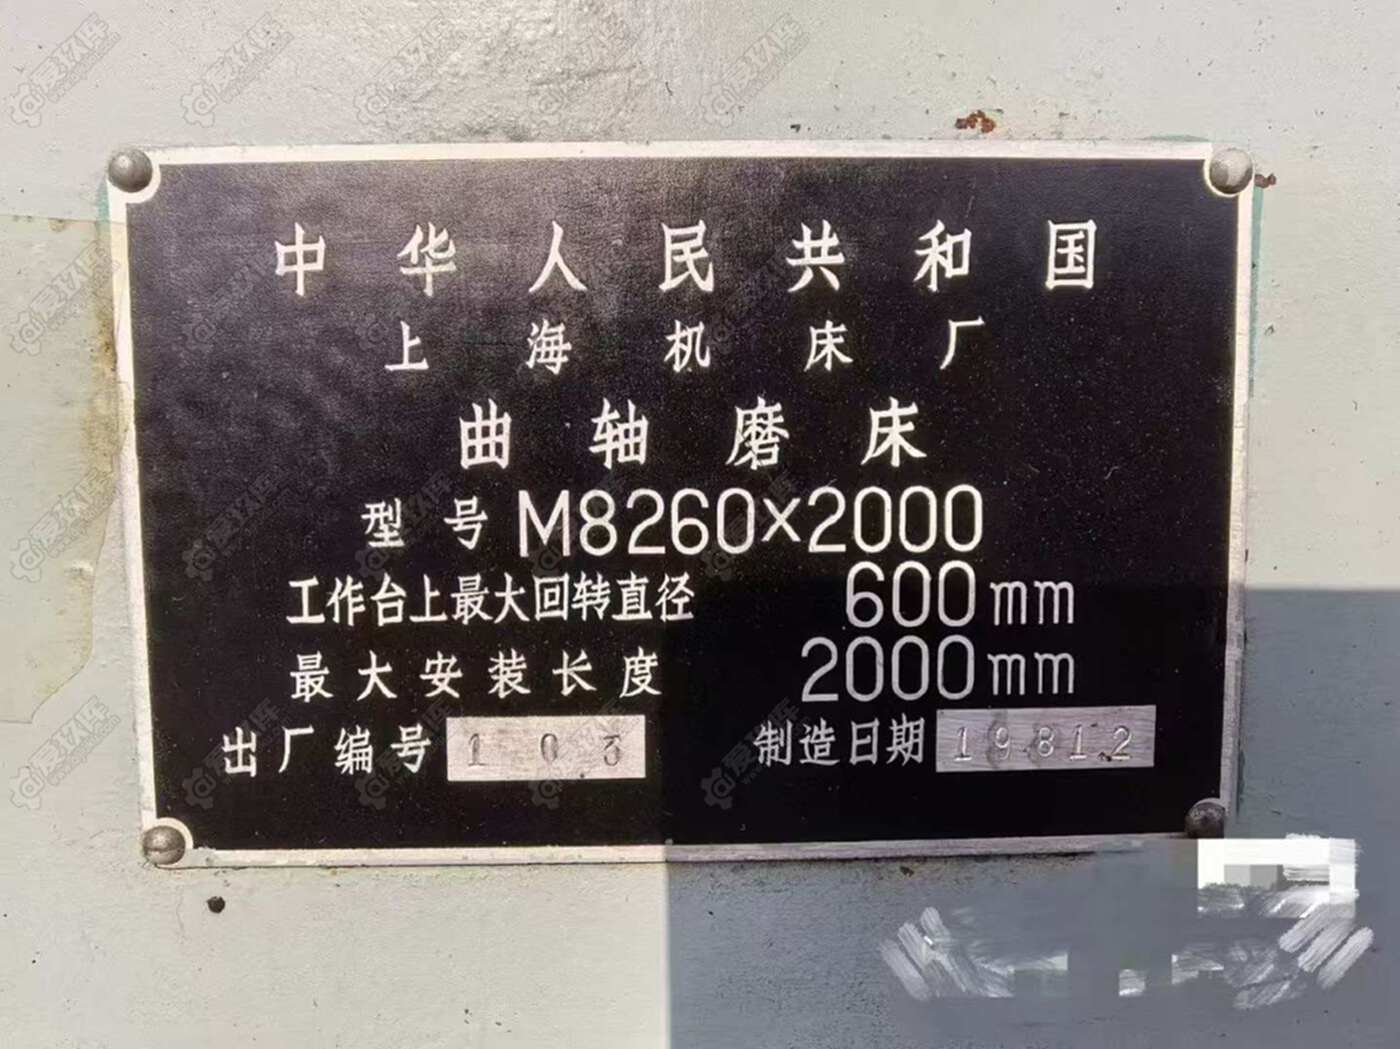 中华人民共和国
上海机床厂
曲轴磨床
型号 M8260×2000
工作台上最大回转直径 600mm
最大安装长度 2000mm
出厂编号 103 制造日期 19812